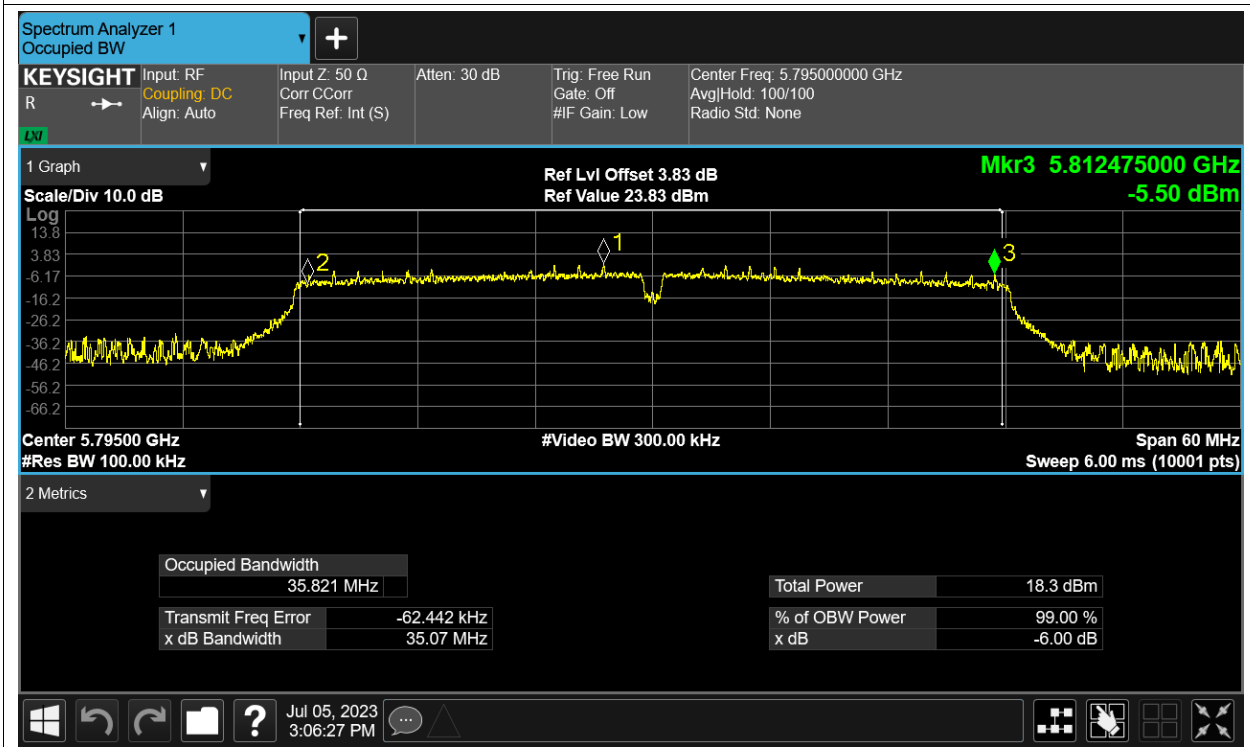 Spectrum Analyzer 1
Occupied BW
+
KEYSIGHT
R
LXI
Input: RF
Coupling: DC
Align: Auto
Input Z: 50 Ω
Corr CCorr
Freq Ref: Int (S)
Atten: 30 dB
Trig: Free Run
Gate: Off
#IF Gain: Low
Center Freq: 5.795000000 GHz
Avg|Hold: 100/100
Radio Std: None
1 Graph
Scale/Div 10.0 dB
Ref Lvl Offset 3.83 dB
Ref Value 23.83 dBm
Mkr3 5.812475000 GHz
-5.50 dBm
Log
13.8
3.83
-6.17
-16.2
-26.2
-36.2
-46.2
-56.2
-66.2
2
1
3
Center 5.79500 GHz
#Res BW 100.00 kHz
#Video BW 300.00 kHz
Span 60 MHz
Sweep 6.00 ms (10001 pts)
2 Metrics
Occupied Bandwidth
35.821 MHz
Transmit Freq Error -62.442 kHz
x dB Bandwidth 35.07 MHz
Total Power 18.3 dBm
% of OBW Power 99.00 %
x dB -6.00 dB
?
Jul 05, 2023
3:06:27 PM